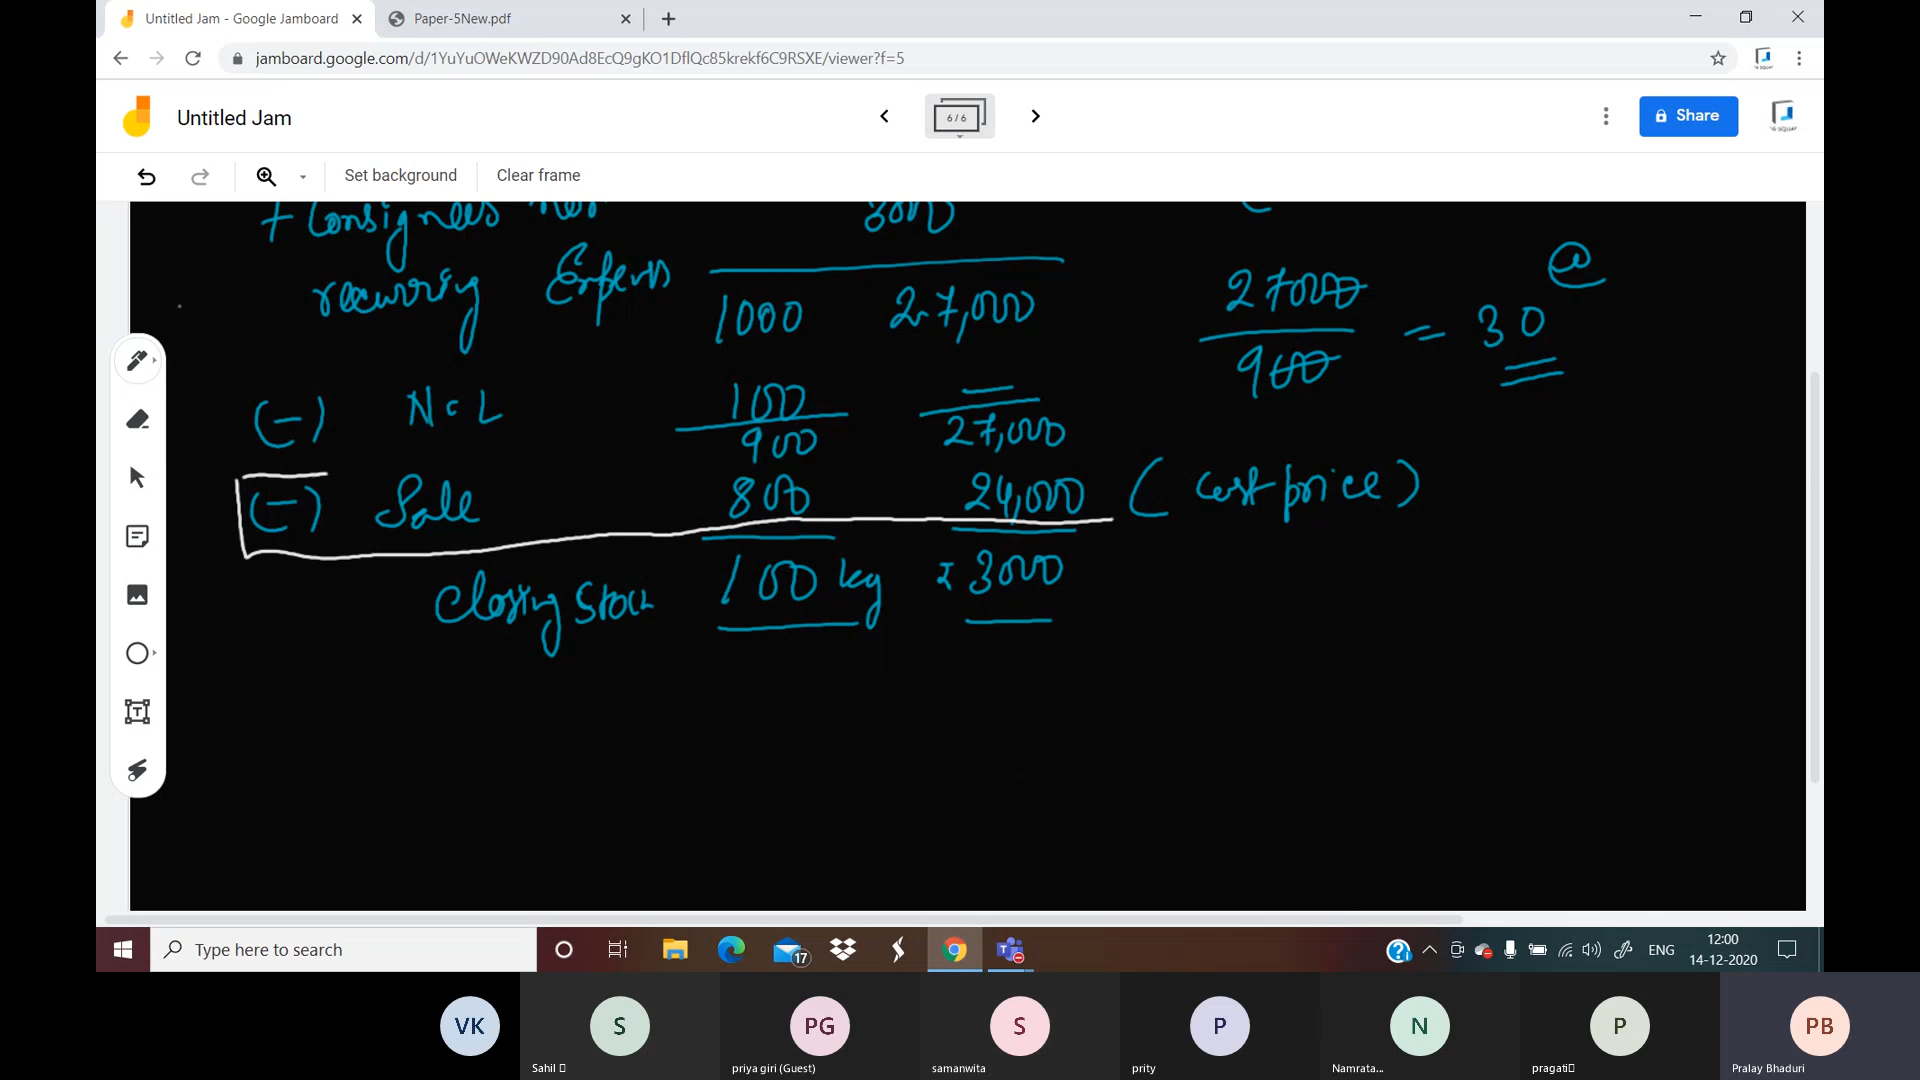 Untitled Jam - Google Jamboard
Paper-5New.pdf
jamboard.google.com/d/1YuYuOWeKWZD90Ad8EcQ9gKO1DflQc85krekf6C9RSXE/viewer?f=5
Untitled Jam
6 / 6
Share
Set background
Clear frame
+ Consignees 3000
recurring Expens
1000 27,000
27000
900
= 30 @
(-) N.L 100 —
900 27,000
(-) Sale 800 24,000 (Cost price)
Closing Stock 100 kg ₹ 3000
Type here to search
17
ENG
12:00
14-12-2020
VK
S
PG
S
P
N
P
PB
Sahil
priya giri (Guest)
samanwita
prity
Namrata...
pragati
Pralay Bhaduri